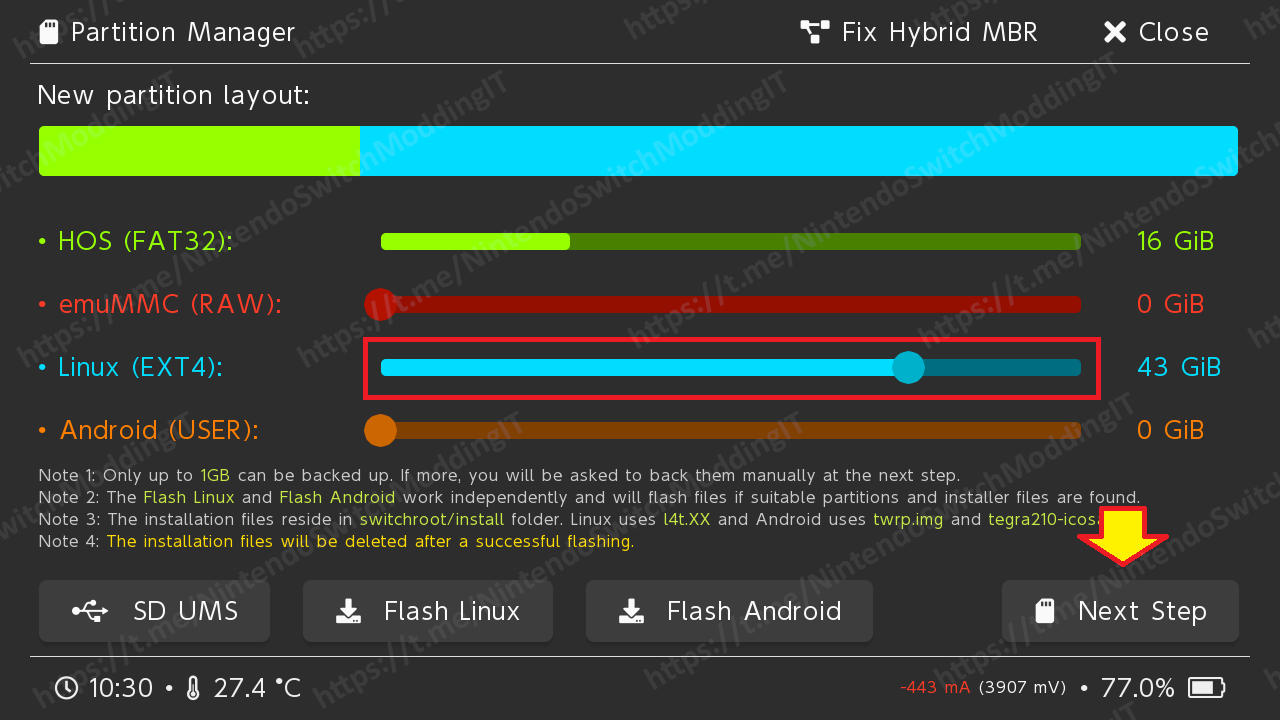 Partition Manager
Fix Hybrid MBR
Close
New partition layout:
• HOS (FAT32):
16 GiB
• emuMMC (RAW):
0 GiB
• Linux (EXT4):
43 GiB
• Android (USER):
0 GiB
Note 1: Only up to 1GB can be backed up. If more, you will be asked to back them manually at the next step.
Note 2: The Flash Linux and Flash Android work independently and will flash files if suitable partitions and installer files are found.
Note 3: The installation files reside in switchroot/install folder. Linux uses l4t.XX and Android uses twrp.img and
Note 4: The installation files will be deleted after a successful flashing.
SD UMS
Flash Linux
Flash Android
Next Step
10:30 • 27.4 °C
-443 mA (3907 mV) • 77.0%
https://t.me/NintendoSwitchModdingIT